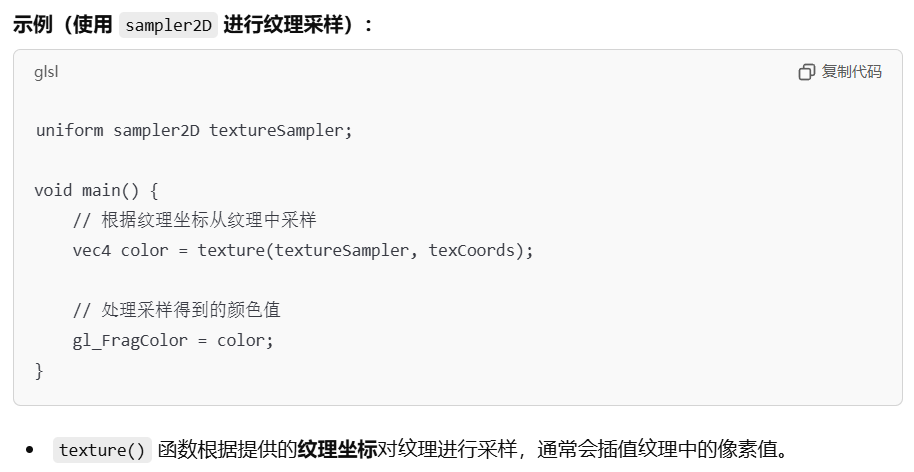 示例（使用 sampler2D 进行纹理采样）：
glsl
复制代码
uniform sampler2D textureSampler;
void main() {
    // 根据纹理坐标从纹理中采样
    vec4 color = texture(textureSampler, texCoords);
    // 处理采样得到的颜色值
    gl_FragColor = color;
}
• texture() 函数根据提供的纹理坐标对纹理进行采样，通常会插值纹理中的像素值。